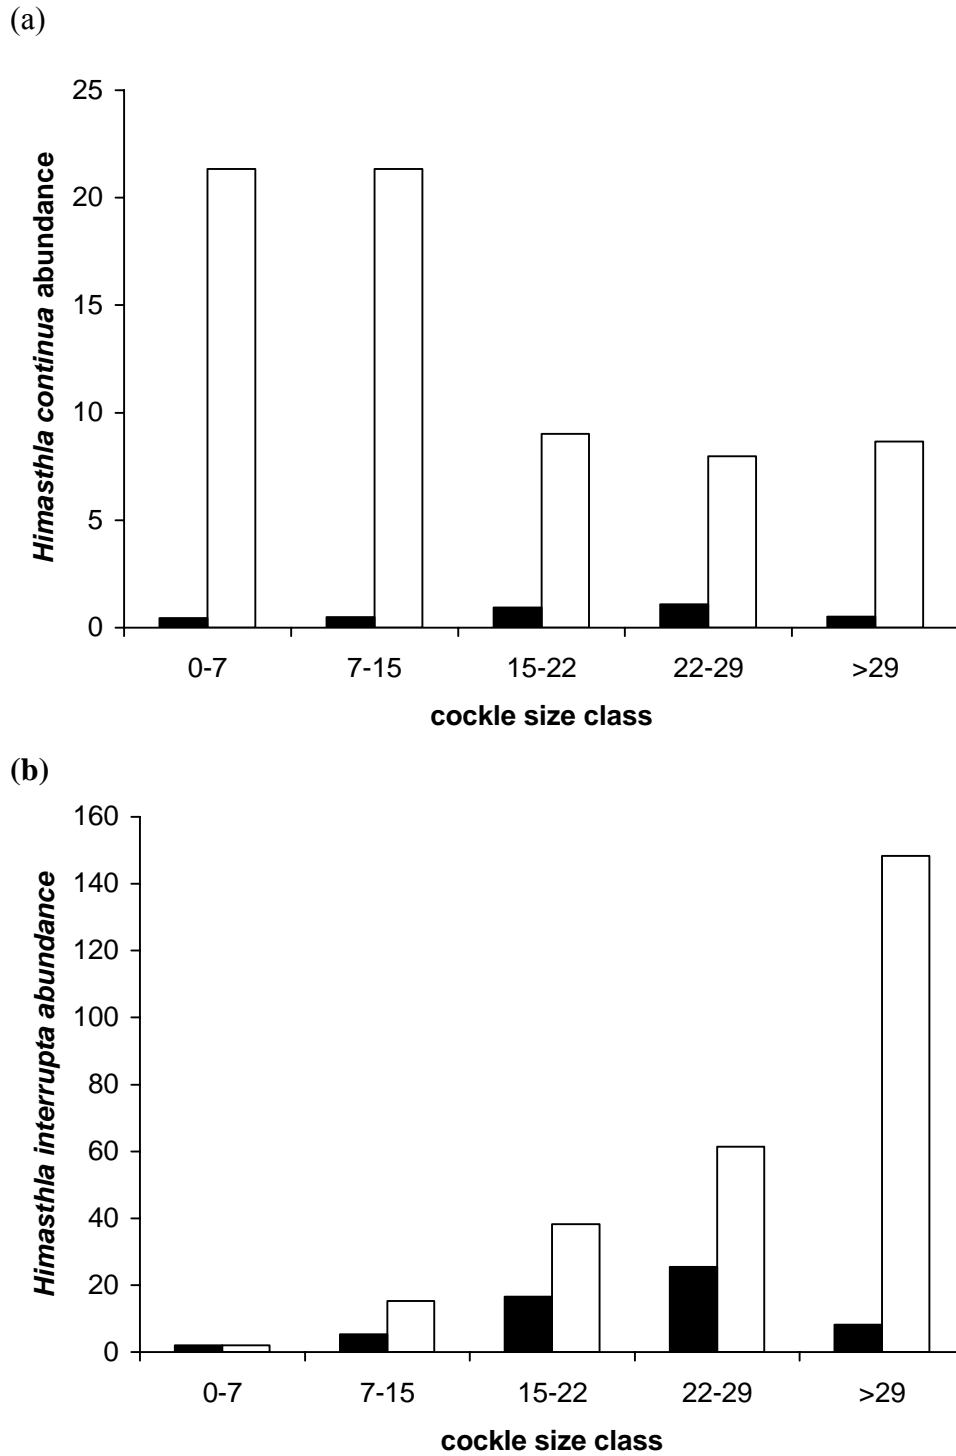 (a)
25
20
15
10
5
0
Himasthla continua abundance
0-7 7-15 15-22 22-29 >29
cockle size class
(b)
160
140
120
100
80
60
40
20
0
Himasthla interrupta abundance
0-7 7-15 15-22 22-29 >29
cockle size class